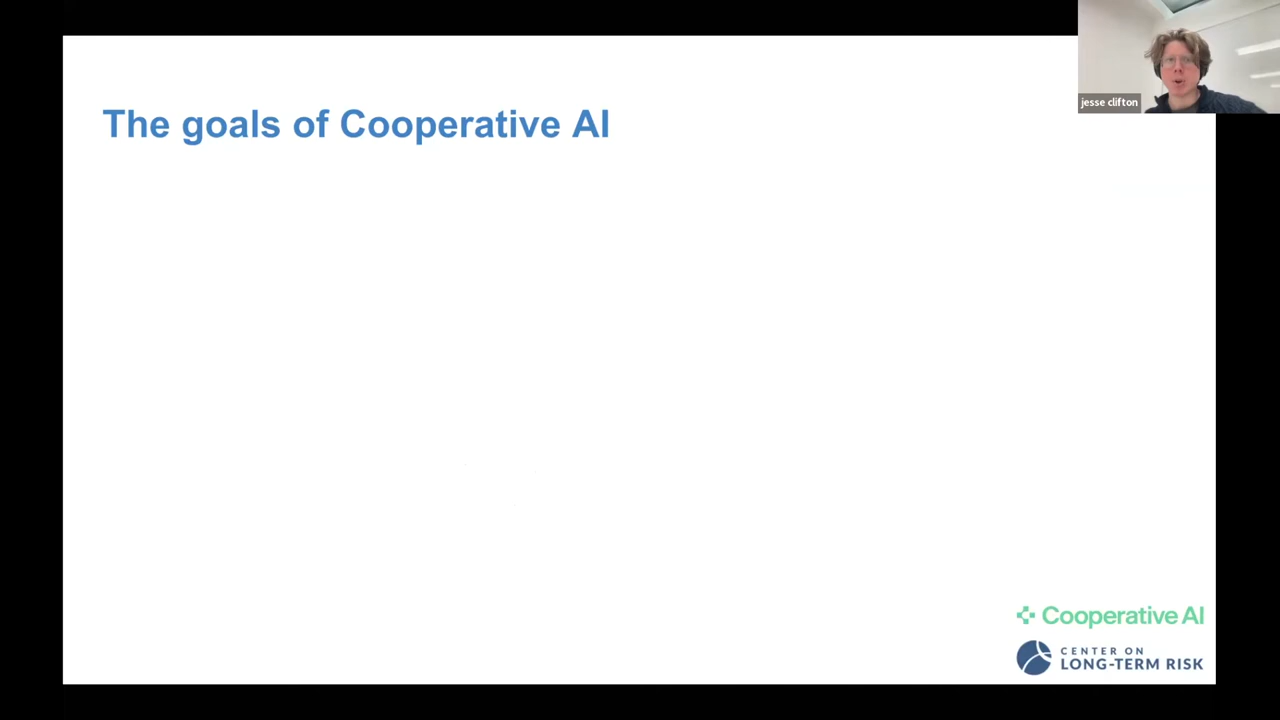 The goals of Cooperative AI
jesse clifton
Cooperative AI
CENTER ON
LONG-TERM RISK